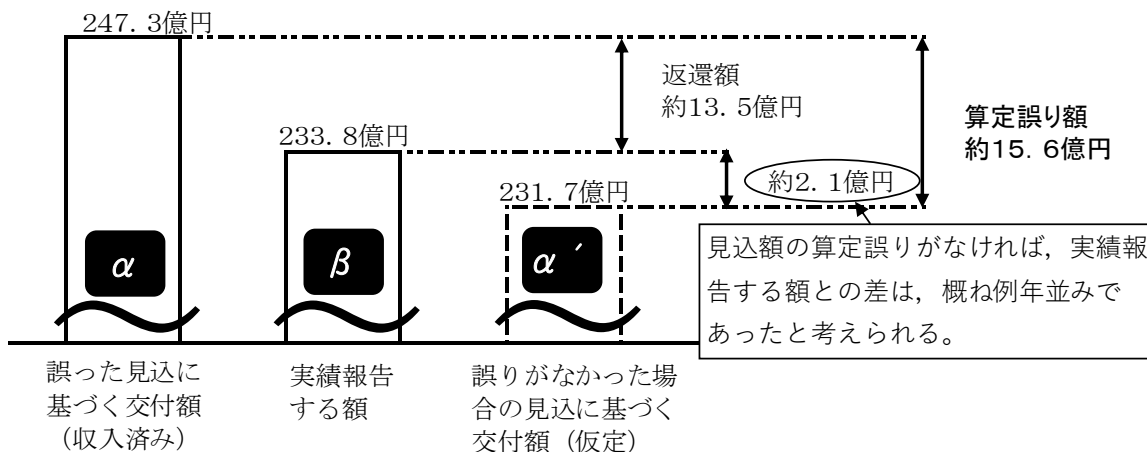 247.3億円
返還額
約13.5億円
算定誤り額
約15.6億円
233.8億円
約2.1億円
231.7億円
α
β
α´
見込額の算定誤りがなければ，実績報
告する額との差は，概ね例年並みで
あったと考えられる。
誤った見込に
基づく交付額
（収入済み）
実績報告
する額
誤りがなかった場
合の見込に基づく
交付額（仮定）